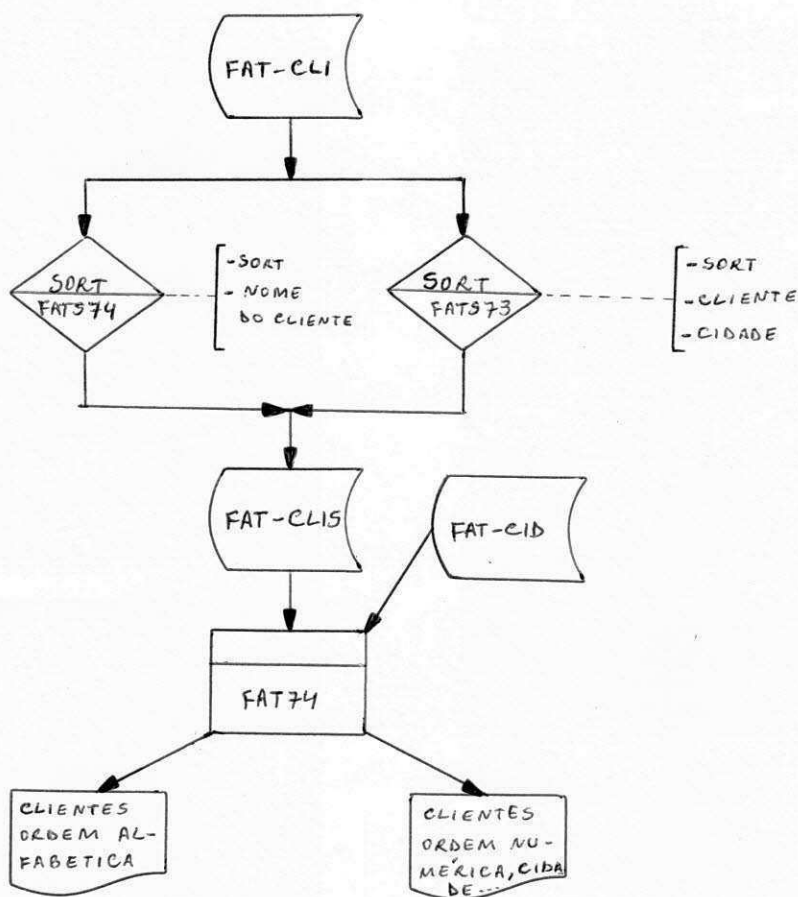 FAT-CLI
SORT
FATS74
-SORT
- NOME
DO CLIENTE
SORT
FATS73
-SORT
-CLIENTE
-CIDADE
FAT-CLIS
FAT-CID
FAT74
CLIENTES
ORDEM AL-
FABETICA
CLIENTES
ORDEM NU-
MÉRICA, CIDA
DE---